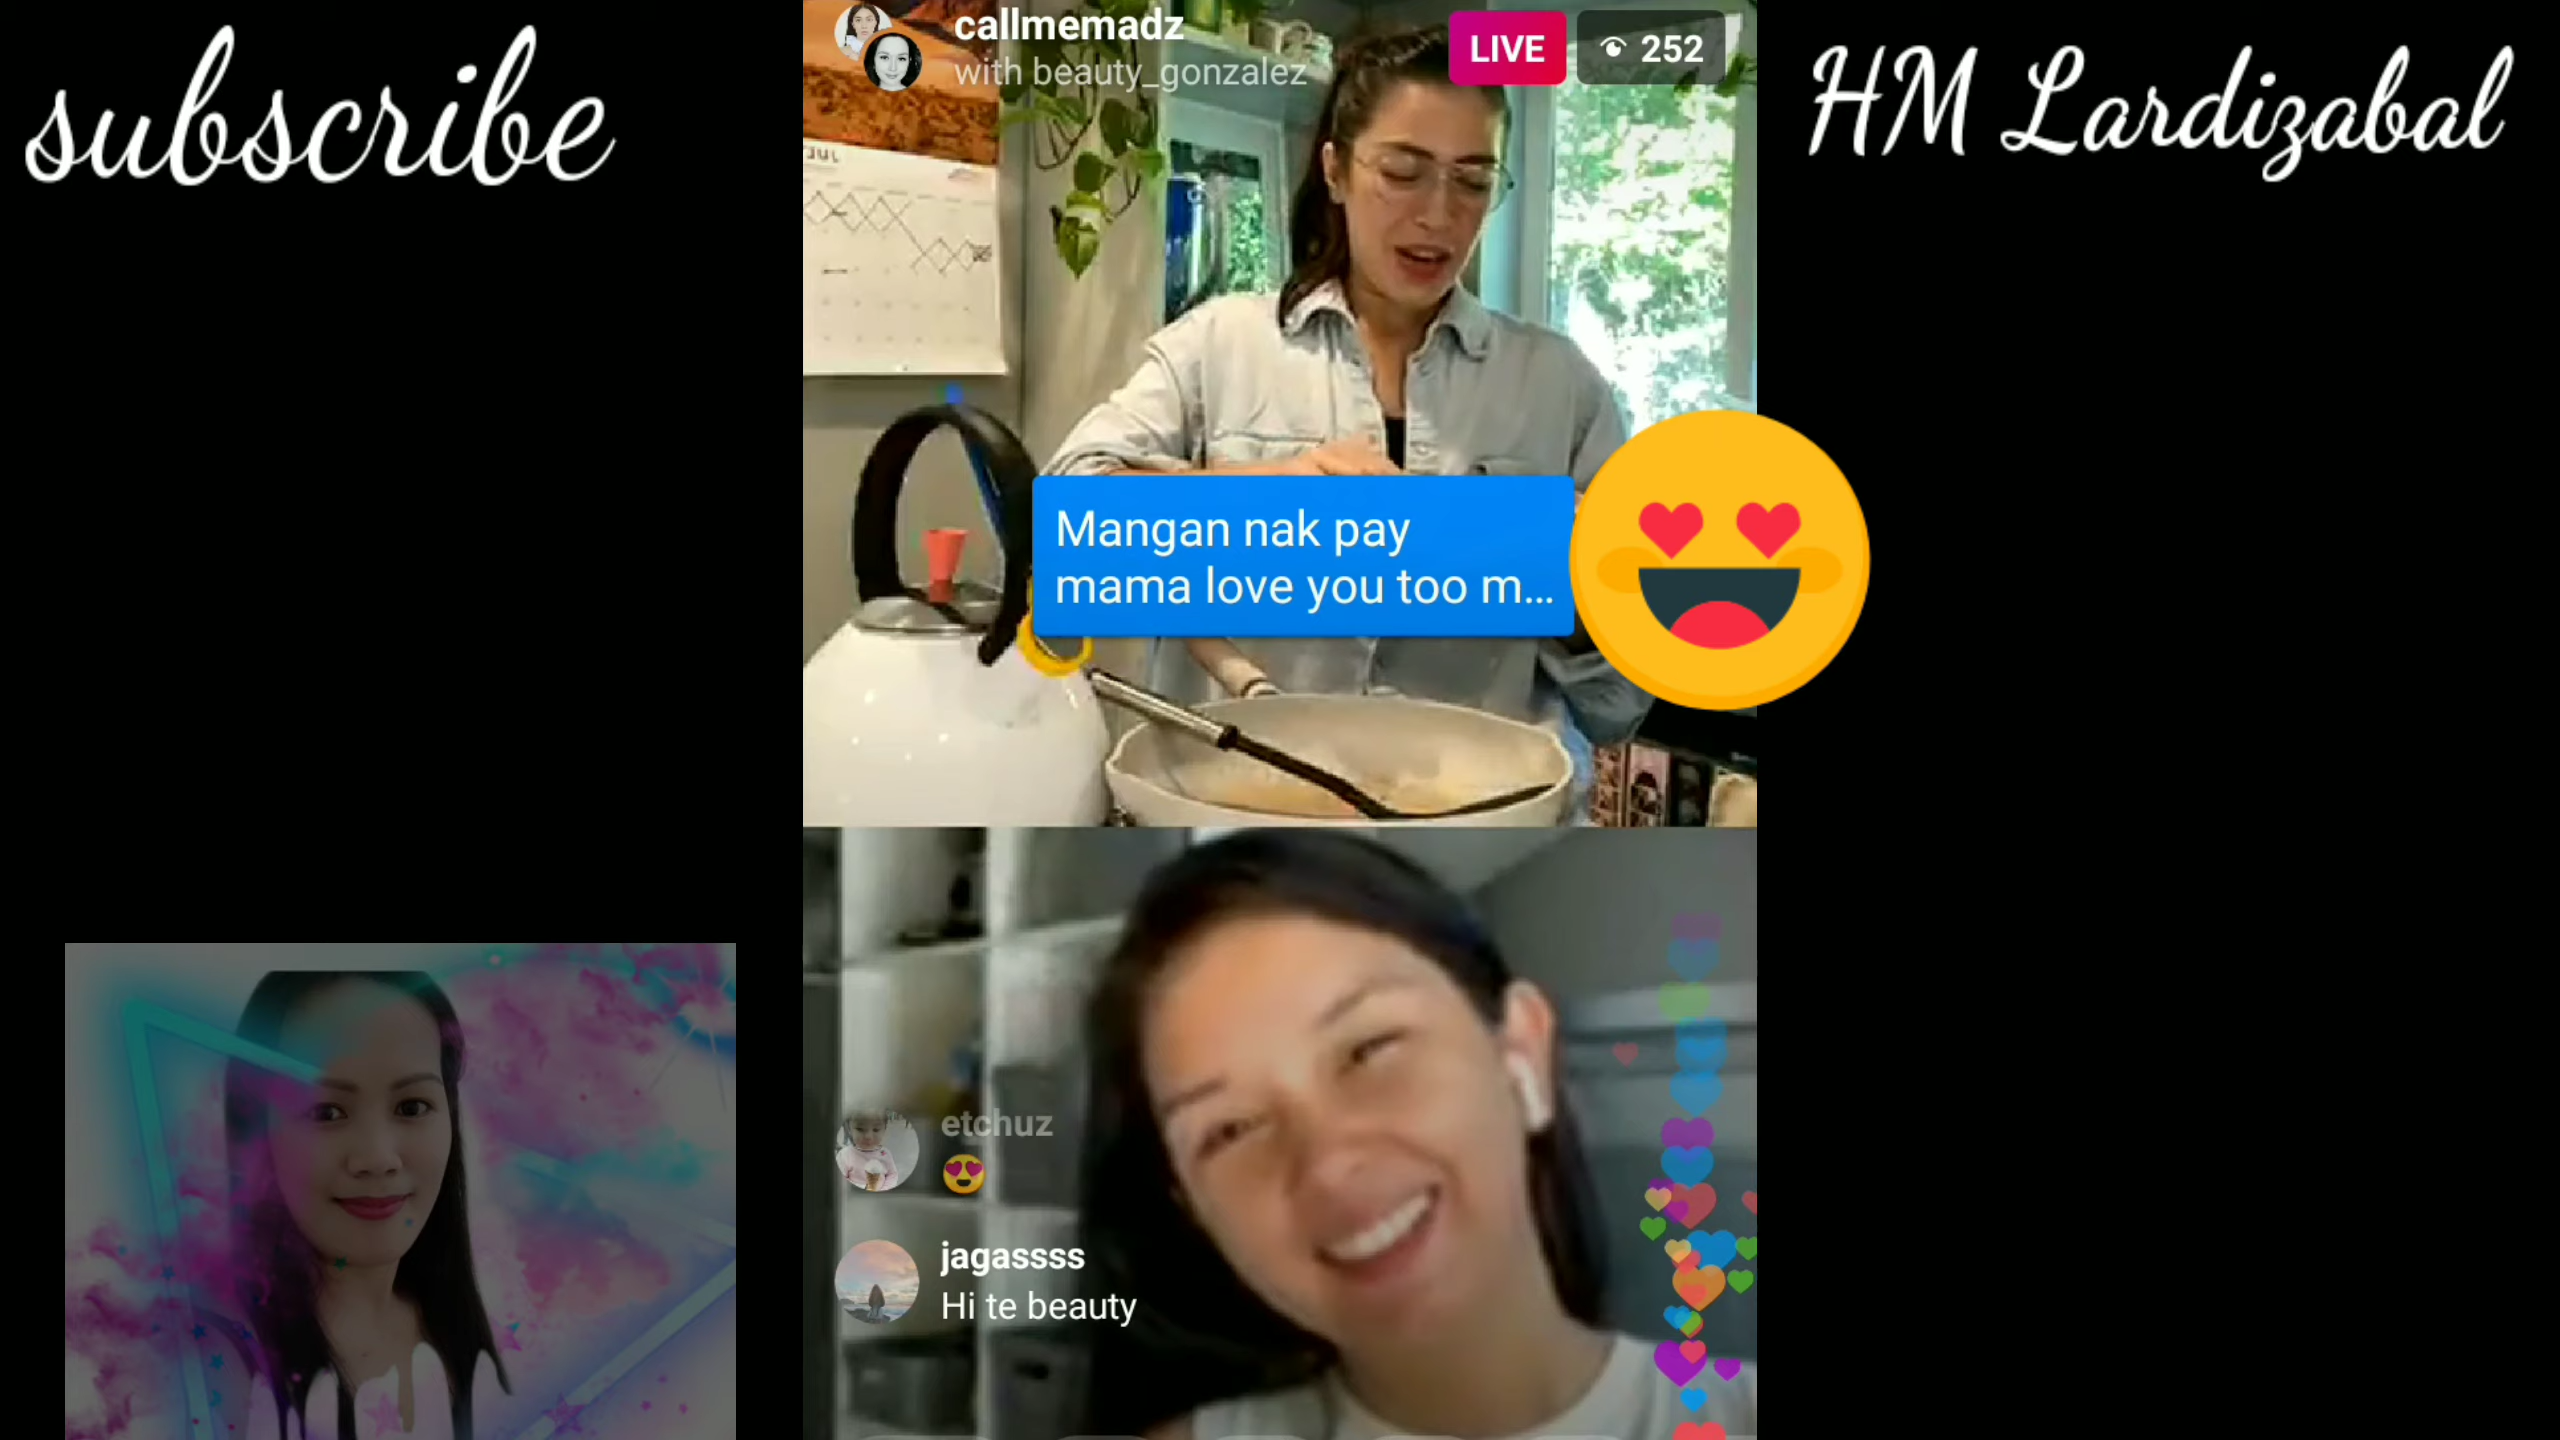 subscribe
callmemadz
with beauty_gonzalez
LIVE
252
HM Lardizabal
Mangan nak pay
mama love you too m...
etchuz
jagassss
Hi te beauty